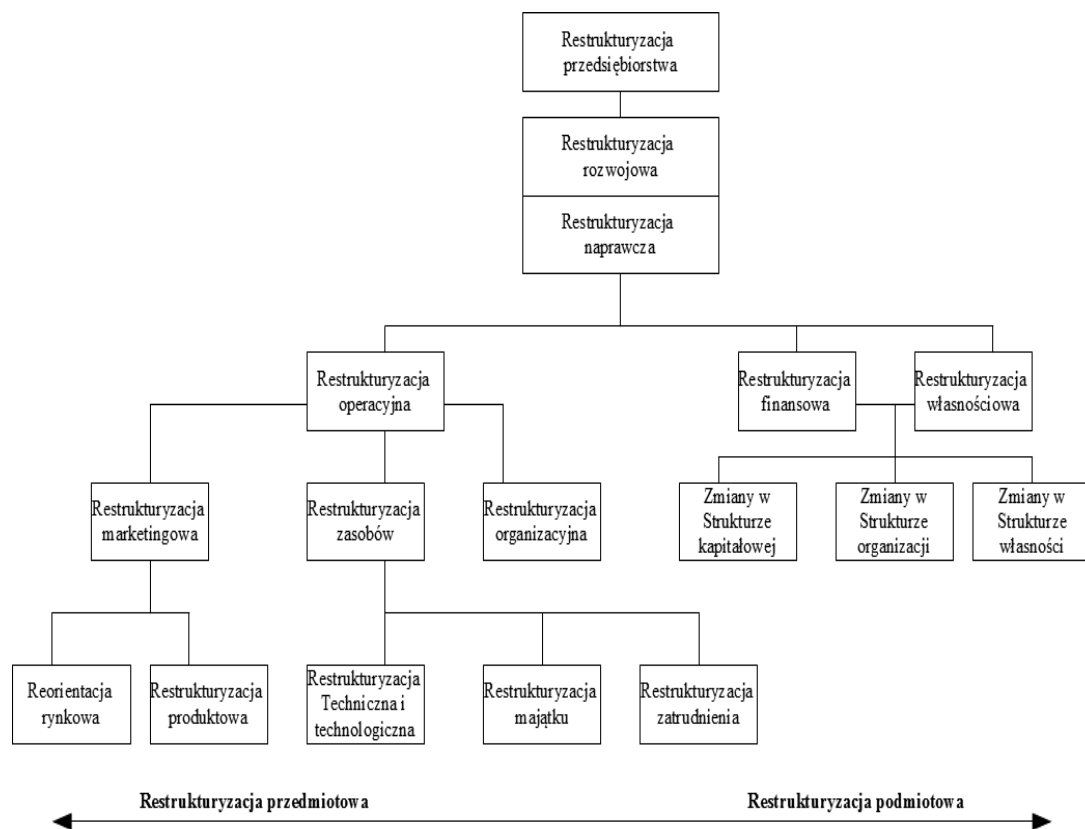 Restrukturyzacja
przedsiębiorstwa
Restrukturyzacja
rozwojowa
Restrukturyzacja
naprawcza
Restrukturyzacja
operacyjna
Restrukturyzacja
finansowa
Restrukturyzacja
własnościowa
Restrukturyzacja
marketingowa
Restrukturyzacja
zasobów
Restrukturyzacja
organizacyjna
Zmiany w
Strukturze
kapitałowej
Zmiany w
Strukturze
organizacji
Zmiany w
Strukturze
własności
Reorientacja
rynkowa
Restrukturyzacja
produktowa
Restrukturyzacja
Techniczna i
technologiczna
Restrukturyzacja
majątku
Restrukturyzacja
zatrudnienia
Restrukturyzacja przedmiotowa
Restrukturyzacja podmiotowa